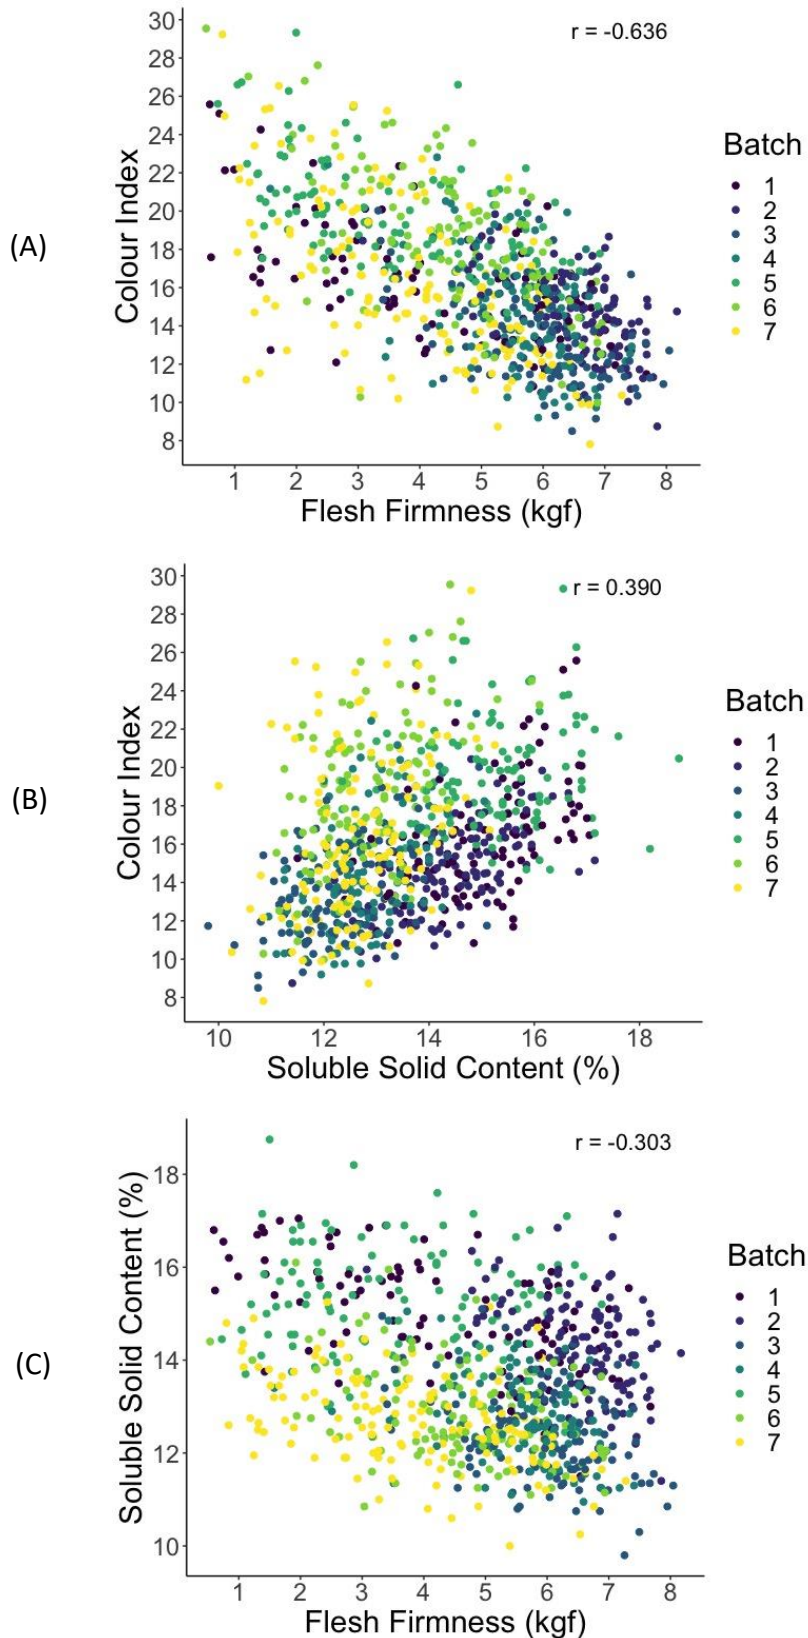 (A)
r = -0.636
Colour Index
30
28
26
24
22
20
18
16
14
12
10
8
1 2 3 4 5 6 7 8
Flesh Firmness (kgf)
Batch
1
2
3
4
5
6
7
(B)
r = 0.390
Colour Index
30
28
26
24
22
20
18
16
14
12
10
8
10 12 14 16 18
Soluble Solid Content (%)
Batch
1
2
3
4
5
6
7
(C)
r = -0.303
Soluble Solid Content (%)
18
16
14
12
10
1 2 3 4 5 6 7 8
Flesh Firmness (kgf)
Batch
1
2
3
4
5
6
7